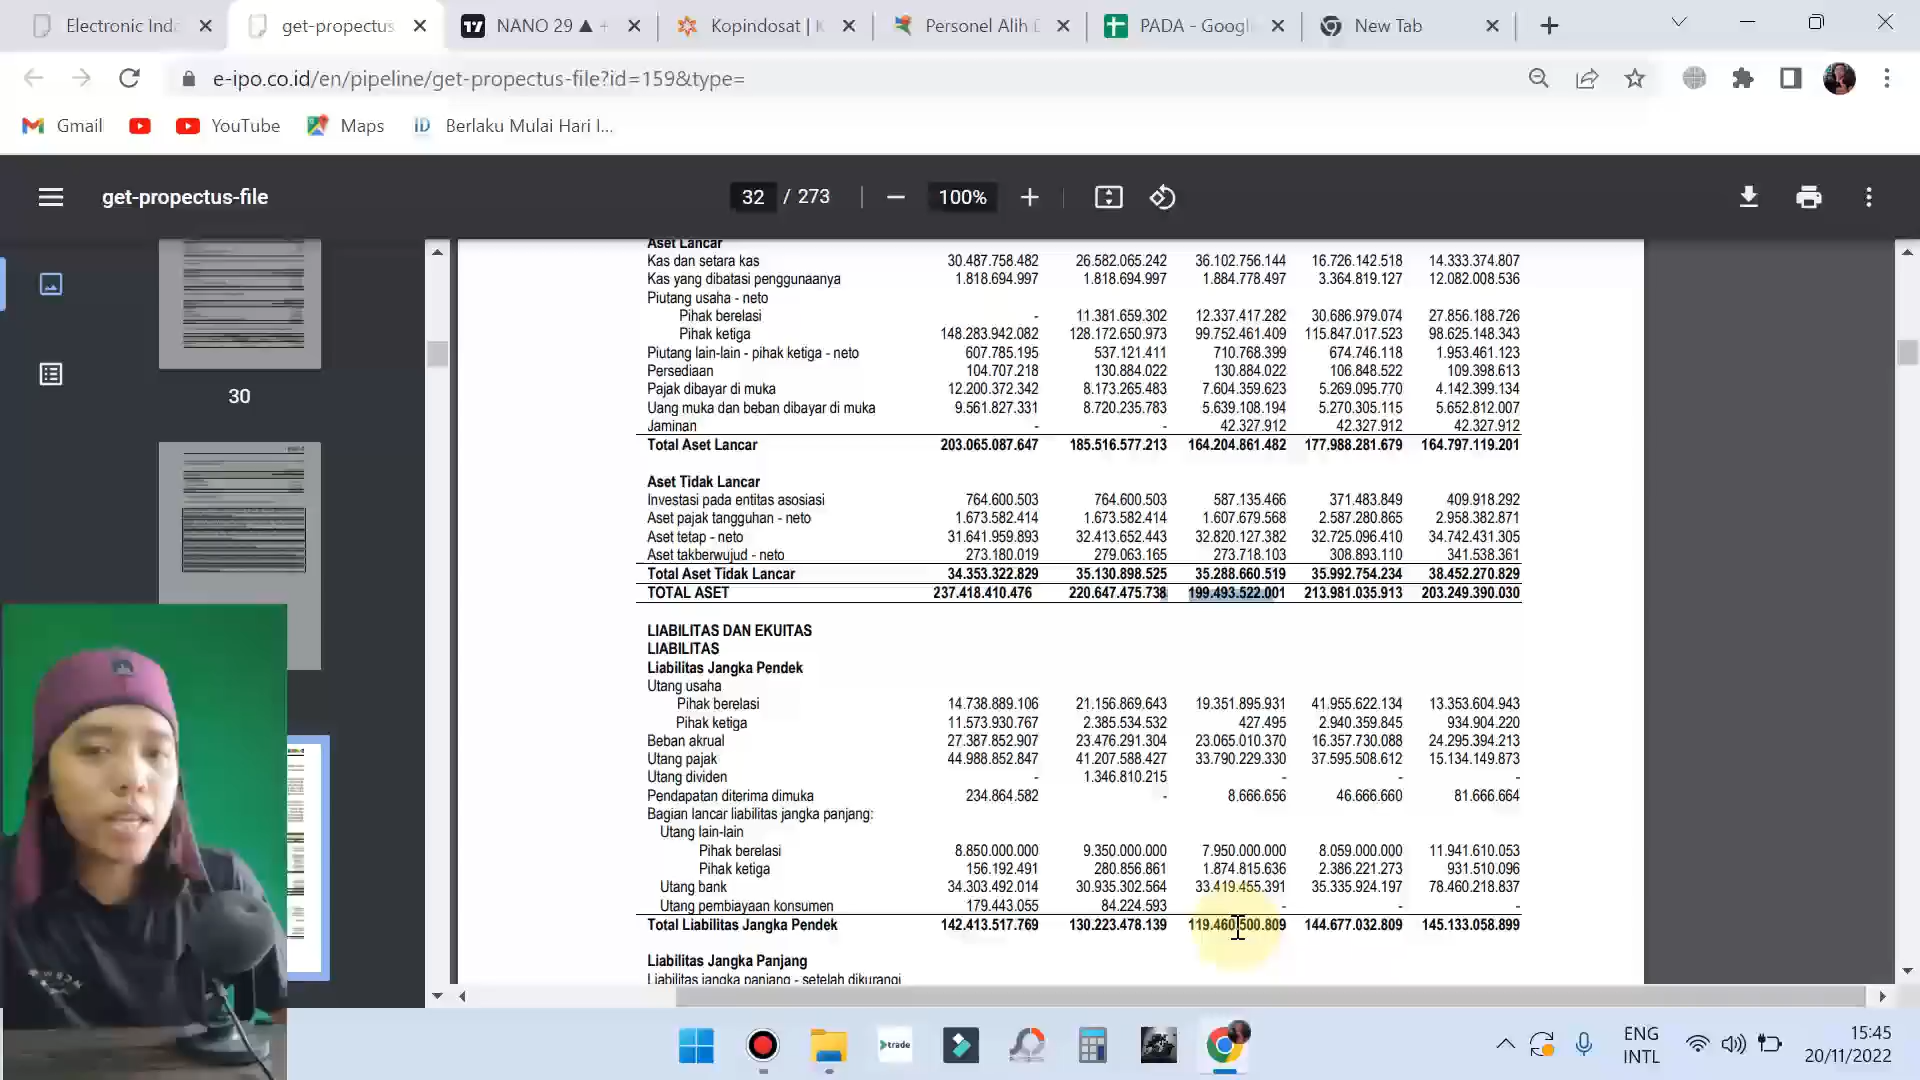 Electronic Inda
get-propectus
NANO 29 ▲ +
Kopindosat | K
Personel Alih D
PADA - Google
New Tab
e-ipo.co.id/en/pipeline/get-propectus-file?id=159&type=
Gmail
YouTube
Maps
ID
Berlaku Mulai Hari I...
get-propectus-file
32 / 273
100%
30
Aset Lancar
Kas dan setara kas 30.487.758.482 26.582.065.242 36.102.756.144 16.726.142.518 14.333.374.807
Kas yang dibatasi penggunaanya 1.818.694.997 1.818.694.997 1.884.778.497 3.364.819.127 12.082.008.536
Piutang usaha - neto
Pihak berelasi - 11.381.659.302 12.337.417.282 30.686.979.074 27.856.188.726
Pihak ketiga 148.283.942.082 128.172.650.973 99.752.461.409 115.847.017.523 98.625.148.343
Piutang lain-lain - pihak ketiga - neto 607.785.195 537.121.411 710.768.399 674.746.118 1.953.461.123
Persediaan 104.707.218 130.884.022 130.884.022 106.848.522 109.398.613
Pajak dibayar di muka 12.200.372.342 8.173.265.483 7.604.359.623 5.269.095.770 4.142.399.134
Uang muka dan beban dibayar di muka 9.561.827.331 8.720.235.783 5.639.108.194 5.270.305.115 5.652.812.007
Jaminan - - 42.327.912 42.327.912 42.327.912
Total Aset Lancar 203.065.087.647 185.516.577.213 164.204.861.482 177.988.281.679 164.797.119.201
Aset Tidak Lancar
Investasi pada entitas asosiasi 764.600.503 764.600.503 587.135.466 371.483.849 409.918.292
Aset pajak tangguhan - neto 1.673.582.414 1.673.582.414 1.607.679.568 2.587.280.865 2.958.382.871
Aset tetap - neto 31.641.959.893 32.413.652.443 32.820.127.382 32.725.096.410 34.742.431.305
Aset takberwujud - neto 273.180.019 279.063.165 273.718.103 308.893.110 341.538.361
Total Aset Tidak Lancar 34.353.322.829 35.130.898.525 35.288.660.519 35.992.754.234 38.452.270.829
TOTAL ASET 237.418.410.476 220.647.475.738 199.493.522.001 213.981.035.913 203.249.390.030
LIABILITAS DAN EKUITAS
LIABILITAS
Liabilitas Jangka Pendek
Utang usaha
Pihak berelasi 14.738.889.106 21.156.869.643 19.351.895.931 41.955.622.134 13.353.604.943
Pihak ketiga 11.573.930.767 2.385.534.532 427.495 2.940.359.845 934.904.220
Beban akrual 27.387.852.907 23.476.291.304 23.065.010.370 16.357.730.088 24.295.394.213
Utang pajak 44.988.852.847 41.207.588.427 33.790.229.330 37.595.508.612 15.134.149.873
Utang dividen - 1.346.810.215 - - -
Pendapatan diterima dimuka 234.864.582 - 8.666.656 46.666.660 81.666.664
Bagian lancar liabilitas jangka panjang:
Utang lain-lain
Pihak berelasi 8.850.000.000 9.350.000.000 7.950.000.000 8.059.000.000 11.941.610.053
Pihak ketiga 156.192.491 280.856.861 1.874.815.636 2.386.221.273 931.510.096
Utang bank 34.303.492.014 30.935.302.564 33.419.455.391 35.335.924.197 78.460.218.837
Utang pembiayaan konsumen 179.443.055 84.224.593 - - -
Total Liabilitas Jangka Pendek 142.413.517.769 130.223.478.139 119.460.500.809 144.677.032.809 145.133.058.899
Liabilitas Jangka Panjang
Liabilitas jangka panjang - setelah dikurangi
trade
ENG
INTL
15:45
20/11/2022